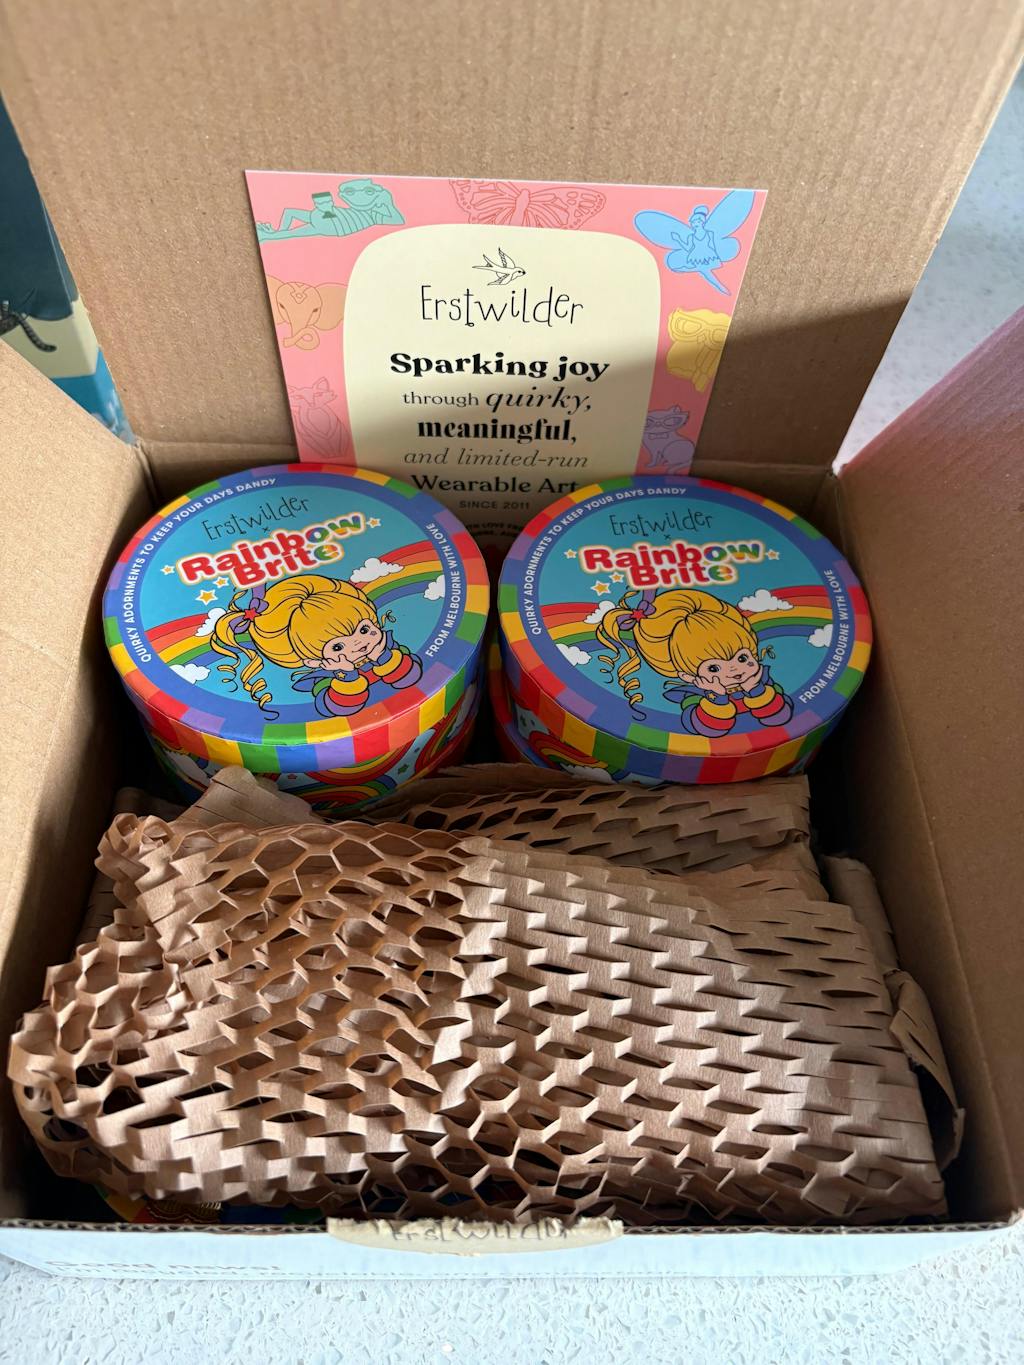 Erstwilder
Sparking joy
through quirky,
meaningful,
and limited-run
Wearable Art
SINCE 2011
QUIRKY ADORNMENTS TO KEEP YOUR DAYS DANDY
Erstwilder
x
Rainbow
Brite
FROM MELBOURNE WITH LOVE
QUIRKY ADORNMENTS TO KEEP YOUR DAYS DANDY
Erstwilder
x
Rainbow
Brite
FROM MELBOURNE WITH LOVE
Erstwilder
Good news!